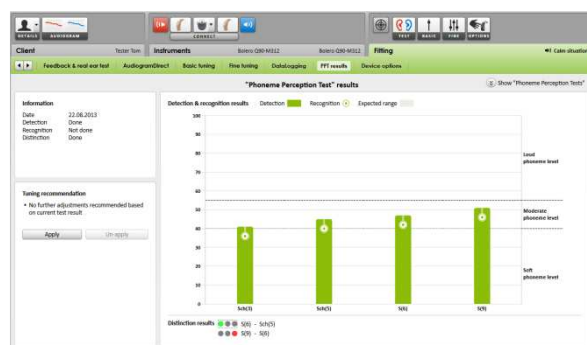 DETAILS
AUDIOGRAM
CONNECT
TEST
BASIC
FINE
OPTIONS
Client
Tester Tom
Instruments
Bolero Q90-M312
Bolero Q90-M312
Fitting
Calm situation
Feedback & real ear test
AudiogramDirect
Basic tuning
Fine tuning
DataLogging
PPT results
Device options
"Phoneme Perception Test" results
Show "Phoneme Perception Tests"
Information
Date 22.08.2013
Detection Done
Recognition Not done
Distinction Done
Tuning recommendation
• No further adjustments recommended based
on current test result
Apply
Un-apply
Detection & recognition results
Detection
Recognition
Expected range
100
90
80
70
60
50
40
30
20
10
0
Loud
phoneme level
Moderate
phoneme level
Soft
phoneme level
Sch(3)
Sch(5)
S(6)
S(9)
Distinction results
S(6) - Sch(5)
S(9) - S(6)